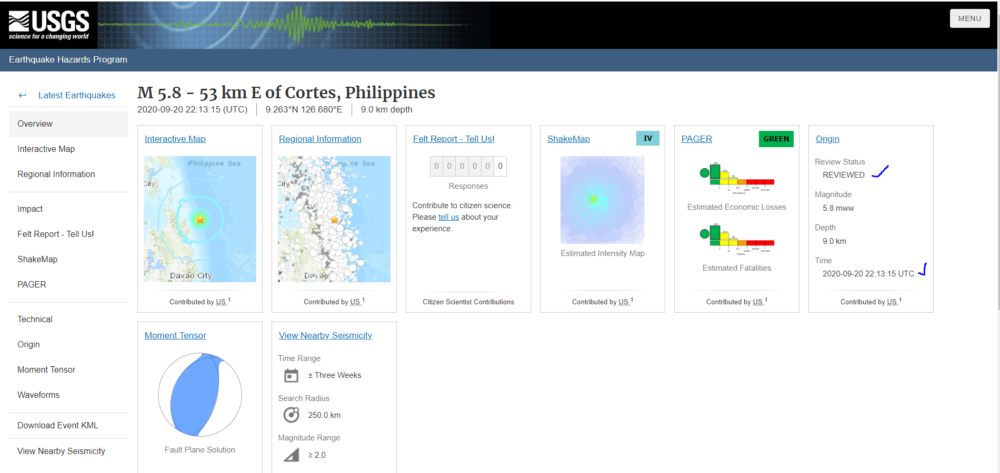 USGS
science for a changing world
MENU
Earthquake Hazards Program
Latest Earthquakes
Overview
Interactive Map
Regional Information
Impact
Felt Report - Tell Us!
ShakeMap
PAGER
Technical
Origin
Moment Tensor
Waveforms
Download Event KML
View Nearby Seismicity
M 5.8 - 53 km E of Cortes, Philippines
2020-09-20 22:13:15 (UTC) 9.263°N 126.680°E 9.0 km depth
Interactive Map
Philippine Sea
City
Davao City
Contributed by US 1
Regional Information
City
Contributed by US 1
Felt Report - Tell Us!
0 0 0 0 0 0
Responses
Contribute to citizen science.
Please tell us about your
experience.
Citizen Scientist Contributions
ShakeMap IV
Estimated Intensity Map
Contributed by US 1
PAGER GREEN
Estimated Economic Losses
Estimated Fatalities
Contributed by US 1
Origin
Review Status
REVIEWED
Magnitude
5.8 mww
Depth
9.0 km
Time
2020-09-20 22:13:15 UTC
Contributed by US 1
Moment Tensor
Fault Plane Solution
View Nearby Seismicity
Time Range
± Three Weeks
Search Radius
250.0 km
Magnitude Range
≥ 2.0